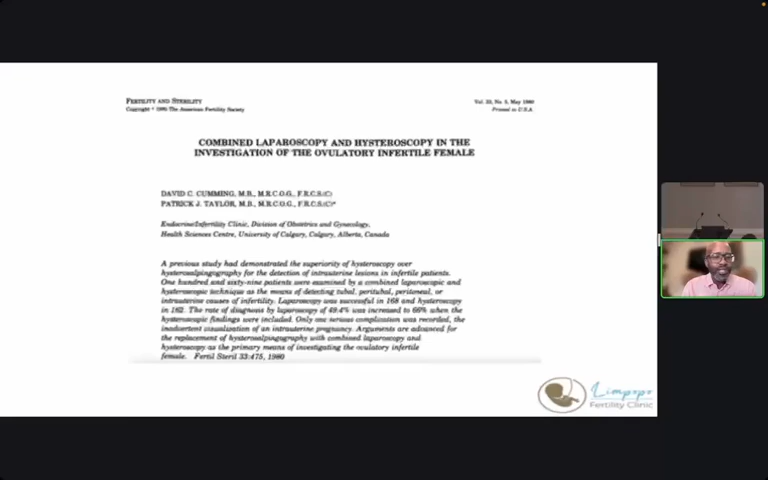 FERTILITY AND STERILITY
Copyright © 1980 The American Fertility Society
Vol. 33, No. 5, May 1980
Printed in U.S.A.
COMBINED LAPAROSCOPY AND HYSTEROSCOPY IN THE
INVESTIGATION OF THE OVULATORY INFERTILE FEMALE
DAVID C. CUMMING, M.B., M.R.C.O.G., F.R.C.S.(C)
PATRICK J. TAYLOR, M.B., M.R.C.O.G., F.R.C.S.(C)*
Endocrine/Infertility Clinic, Division of Obstetrics and Gynecology,
Health Sciences Centre, University of Calgary, Calgary, Alberta, Canada
A previous study had demonstrated the superiority of hysteroscopy over
hysterosalpingography for the detection of intrauterine lesions in infertile patients.
One hundred and sixty-nine patients were examined by a combined laparoscopic and
hysteroscopic technique as the means of detecting tubal, peritubal, peritoneal, or
intrauterine causes of infertility. Laparoscopy was successful in 168 and hysteroscopy
in 162. The rate of diagnosis by laparoscopy of 49.4% was increased to 66% when the
hysteroscopic findings were included. Only one serious complication was recorded, the
inadvertent visualization of an intrauterine pregnancy. Arguments are advanced for
the replacement of hysterosalpingography with combined laparoscopy and
hysteroscopy as the primary means of investigating the ovulatory infertile
female. Fertil Steril 33:475, 1980
Limpopo
Fertility Clinic